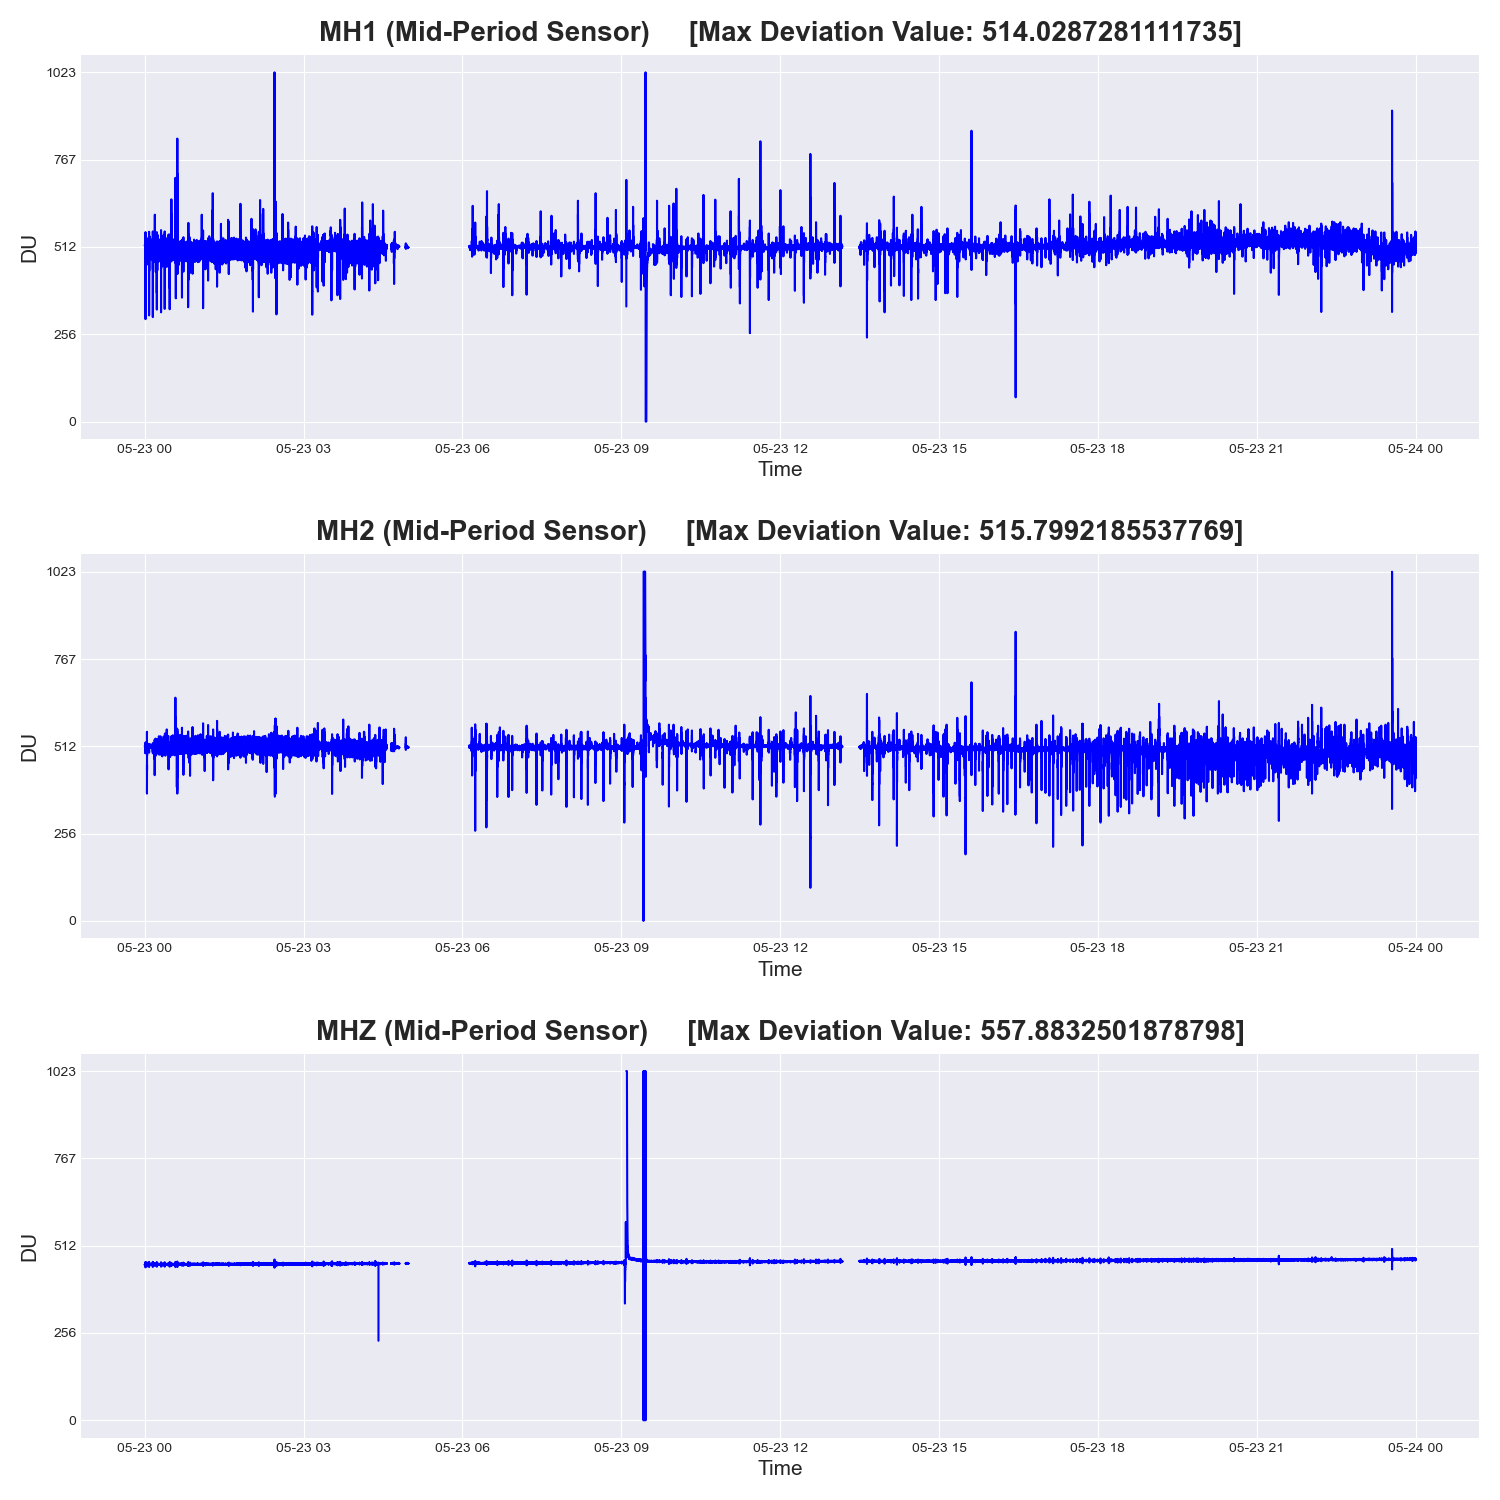 MH1 (Mid-Period Sensor) [Max Deviation Value: 514.0287281111735]
1023
767
512
256
0
DU
05-23 00 05-23 03 05-23 06 05-23 09 05-23 12 05-23 15 05-23 18 05-23 21 05-24 00
Time
MH2 (Mid-Period Sensor) [Max Deviation Value: 515.7992185537769]
1023
767
512
256
0
DU
05-23 00 05-23 03 05-23 06 05-23 09 05-23 12 05-23 15 05-23 18 05-23 21 05-24 00
Time
MHZ (Mid-Period Sensor) [Max Deviation Value: 557.8832501878798]
1023
767
512
256
0
DU
05-23 00 05-23 03 05-23 06 05-23 09 05-23 12 05-23 15 05-23 18 05-23 21 05-24 00
Time